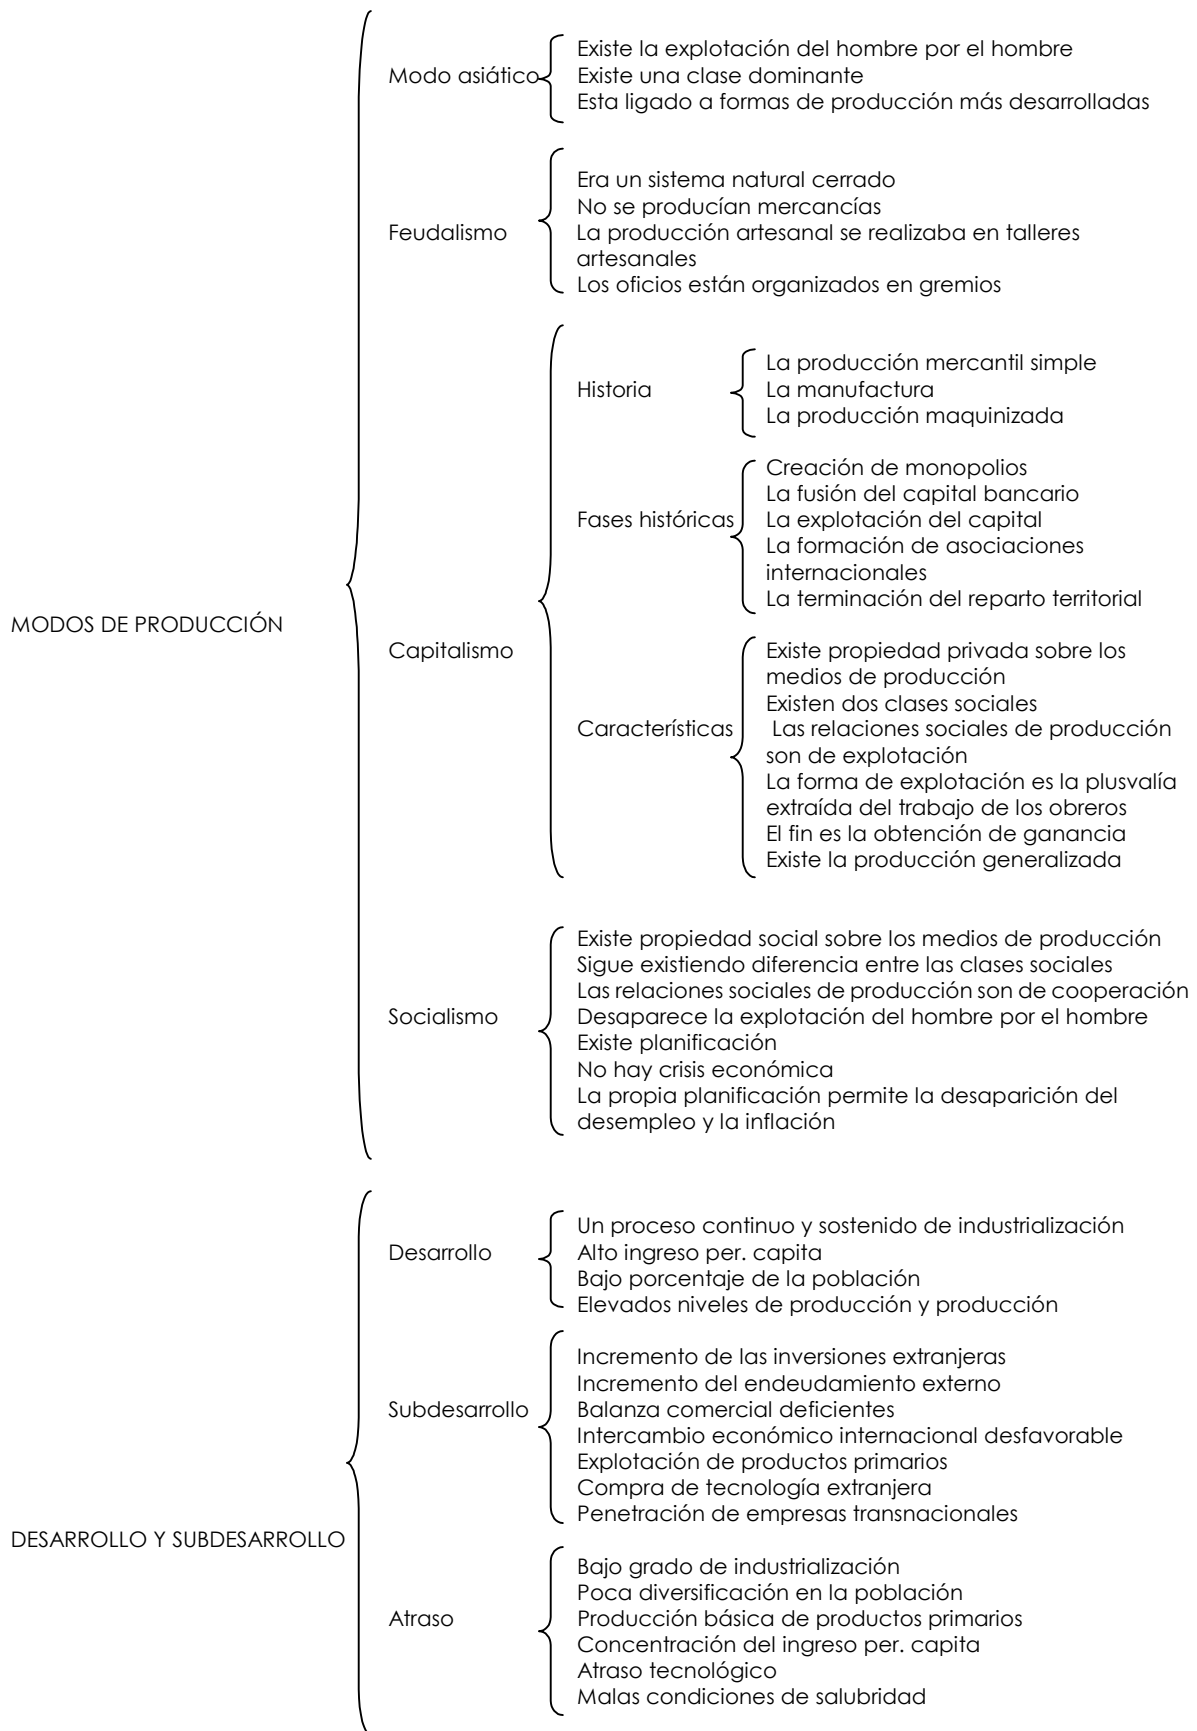 Modo asiático
Existe la explotación del hombre por el hombre
Existe una clase dominante
Esta ligado a formas de producción más desarrolladas
Feudalismo
Era un sistema natural cerrado
No se producían mercancías
La producción artesanal se realizaba en talleres
artesanales
Los oficios están organizados en gremios
MODOS DE PRODUCCIÓN
Capitalismo
Historia
La producción mercantil simple
La manufactura
La producción maquinizada
Fases históricas
Creación de monopolios
La fusión del capital bancario
La explotación del capital
La formación de asociaciones
internacionales
La terminación del reparto territorial
Características
Existe propiedad privada sobre los
medios de producción
Existen dos clases sociales
Las relaciones sociales de producción
son de explotación
La forma de explotación es la plusvalía
extraída del trabajo de los obreros
El fin es la obtención de ganancia
Existe la producción generalizada
Socialismo
Existe propiedad social sobre los medios de producción
Sigue existiendo diferencia entre las clases sociales
Las relaciones sociales de producción son de cooperación
Desaparece la explotación del hombre por el hombre
Existe planificación
No hay crisis económica
La propia planificación permite la desaparición del
desempleo y la inflación
DESARROLLO Y SUBDESARROLLO
Desarrollo
Un proceso continuo y sostenido de industrialización
Alto ingreso per. capita
Bajo porcentaje de la población
Elevados niveles de producción y producción
Subdesarrollo
Incremento de las inversiones extranjeras
Incremento del endeudamiento externo
Balanza comercial deficientes
Intercambio económico internacional desfavorable
Explotación de productos primarios
Compra de tecnología extranjera
Penetración de empresas transnacionales
Atraso
Bajo grado de industrialización
Poca diversificación en la población
Producción básica de productos primarios
Concentración del ingreso per. capita
Atraso tecnológico
Malas condiciones de salubridad